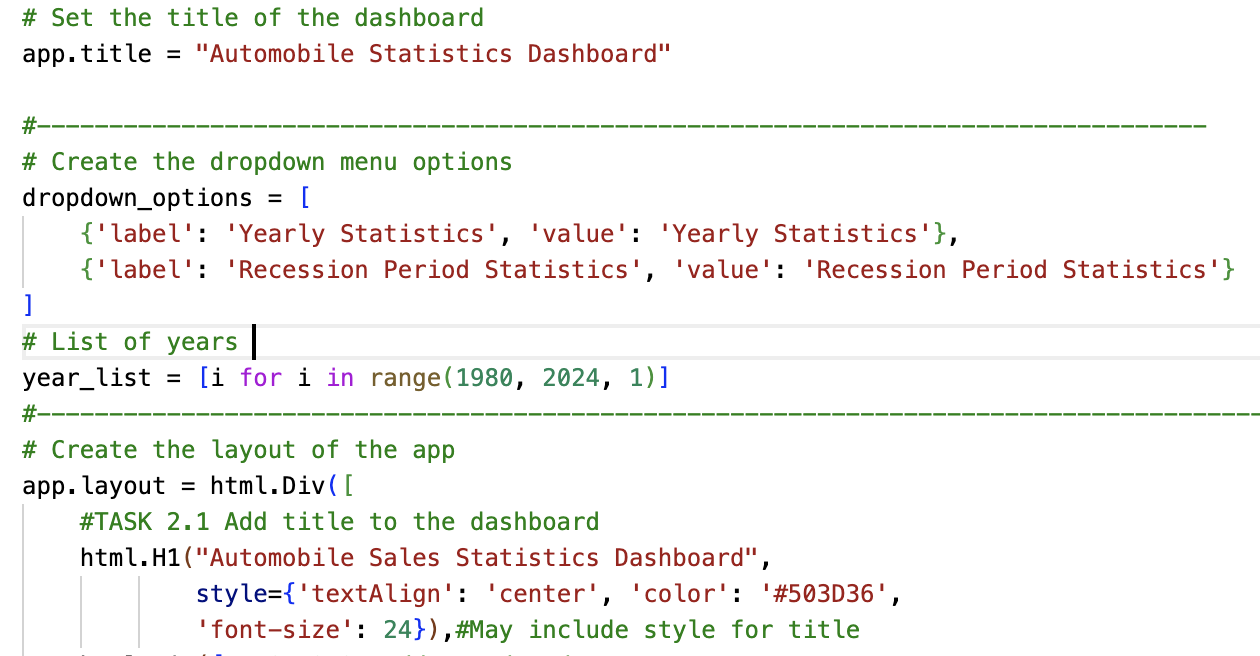 # Set the title of the dashboard
app.title = "Automobile Statistics Dashboard"
#---------------------------------------------------------------------------------
# Create the dropdown menu options
dropdown_options = [
    {'label': 'Yearly Statistics', 'value': 'Yearly Statistics'},
    {'label': 'Recession Period Statistics', 'value': 'Recession Period Statistics'}
]
# List of years
year_list = [i for i in range(1980, 2024, 1)]
#---------------------------------------------------------------------------------------
# Create the layout of the app
app.layout = html.Div([
    #TASK 2.1 Add title to the dashboard
    html.H1("Automobile Sales Statistics Dashboard",
            style={'textAlign': 'center', 'color': '#503D36',
            'font-size': 24}),#May include style for title